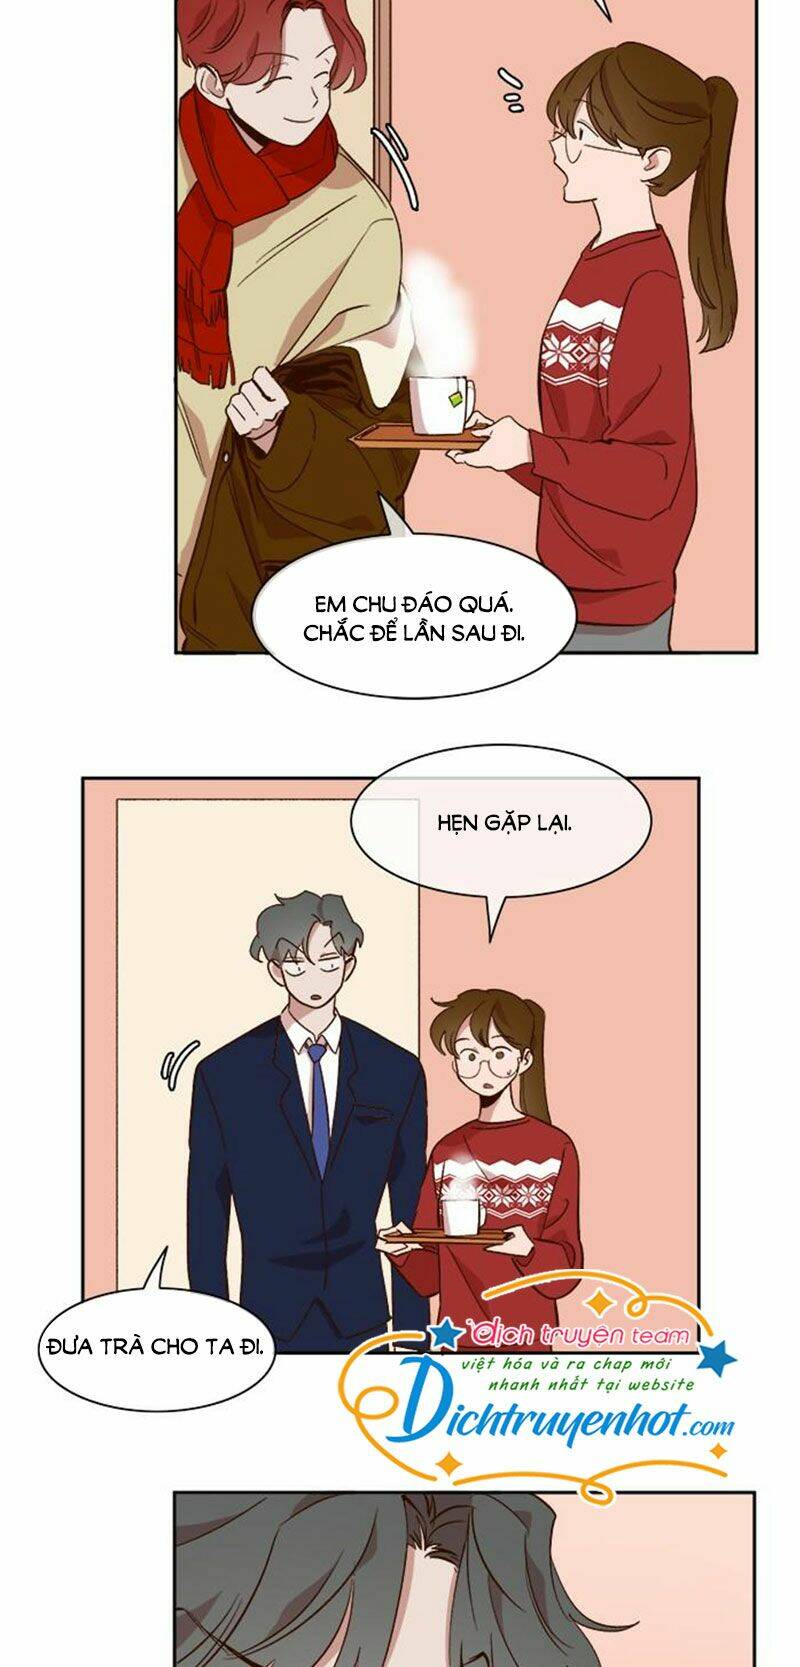 EM CHU ĐÁO QUÁ.
CHẮC ĐỂ LẦN SAU ĐI.
HẸN GẶP LẠI.
ĐƯA TRÀ CHO TA ĐI.
Dịch truyện team
việt hóa và ra chap mới
nhanh nhất tại website
Dichtruyenhot.com